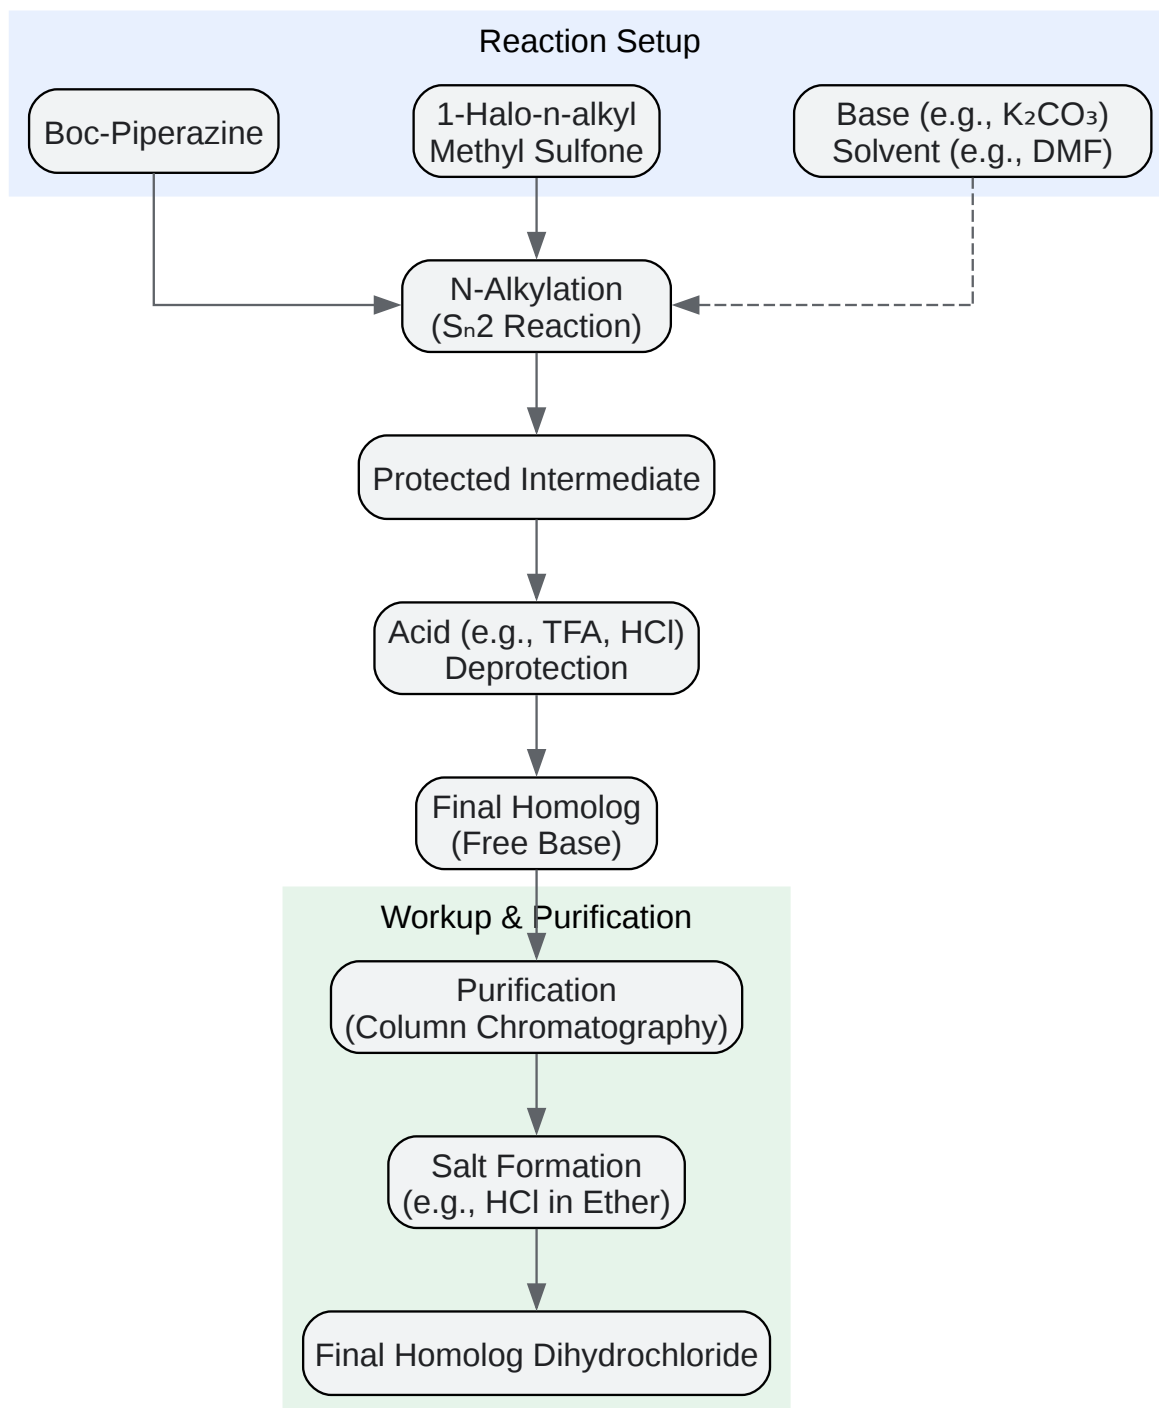 Reaction Setup
Boc-Piperazine
1-Halo-n-alkyl
Methyl Sulfone
Base (e.g., K₂CO₃)
Solvent (e.g., DMF)
N-Alkylation
(Sₙ2 Reaction)
Protected Intermediate
Acid (e.g., TFA, HCl)
Deprotection
Final Homolog
(Free Base)
Workup & Purification
Purification
(Column Chromatography)
Salt Formation
(e.g., HCl in Ether)
Final Homolog Dihydrochloride